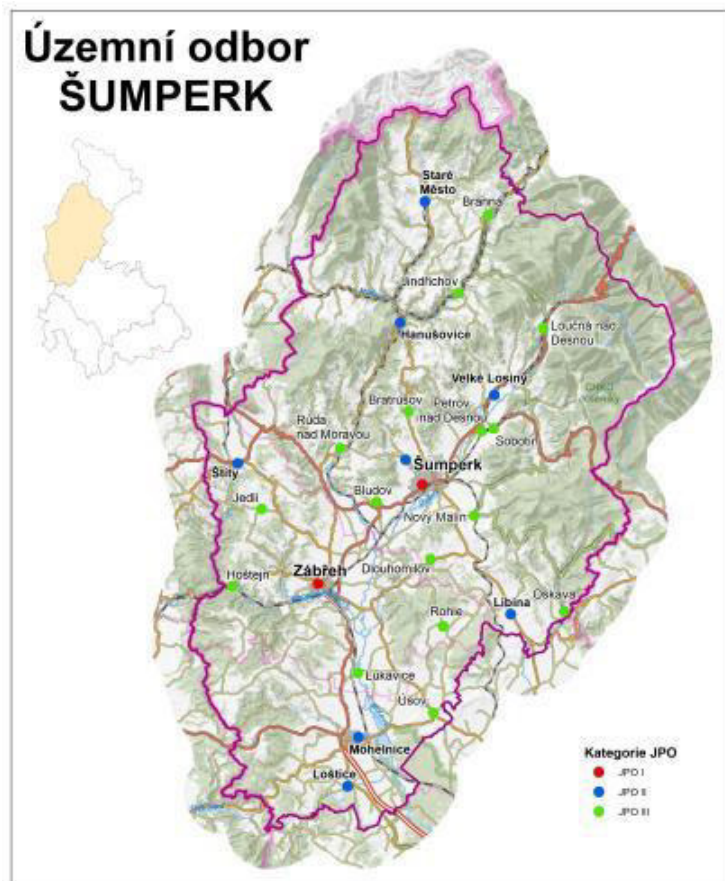 Územní odbor
ŠUMPERK
Staré
Město
Branná
Jindřichov
Hanušovice
Loučná nad
Desnou
Velké Losiny
Bratrušov
Petrov
nad Desnou
Sobotín
Ruda
nad Moravou
Šumperk
Štíty
Bludov
Jedlí
Nový Malín
Dlouhomilov
Zábřeh
Hoštejn
Libina
Oskava
Rohle
Lukavice
Úsov
Mohelnice
Loštice
Kategorie JPO
JPO I
JPO II
JPO III